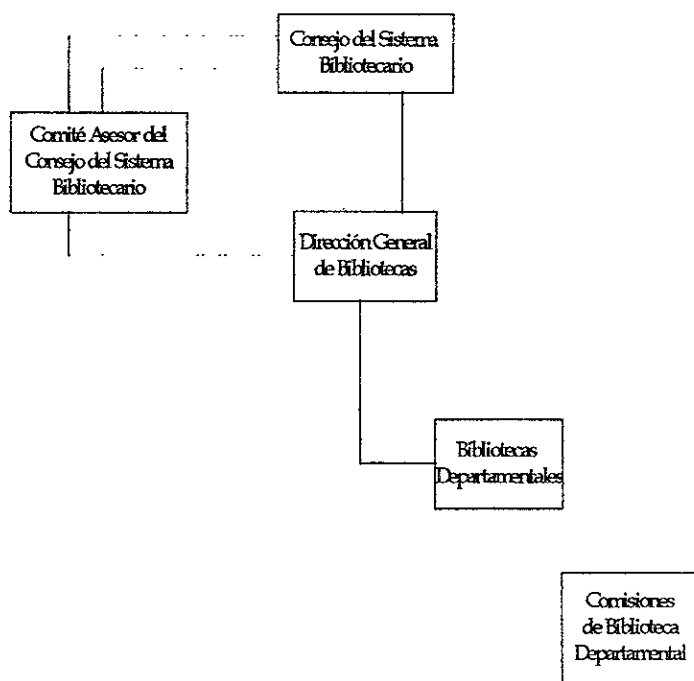 Consejo del Sistema
Bibliotecario
Comité Asesor del
Consejo del Sistema
Bibliotecario
Dirección General
de Bibliotecas
Bibliotecas
Departamentales
Comisiones
de Biblioteca
Departamental